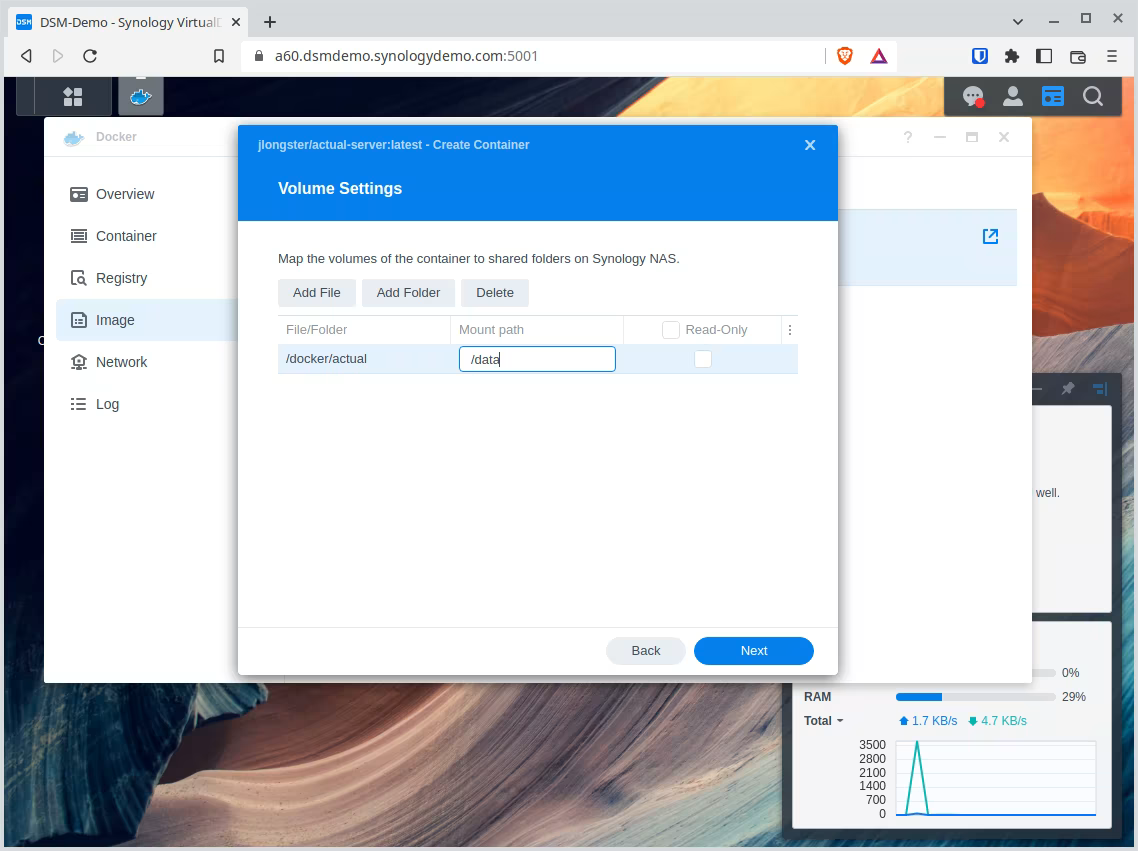 DSM-Demo - Synology VirtualD
a60.dsmdemo.synologydemo.com:5001
Docker
?
Overview
Container
Registry
Image
Network
Log
jlongster/actual-server:latest - Create Container
Volume Settings
Map the volumes of the container to shared folders on Synology NAS.
Add File Add Folder Delete
File/Folder Mount path Read-Only
/docker/actual /data
Back Next
well.
0%
RAM 29%
Total 1.7 KB/s 4.7 KB/s
3500
2800
2100
1400
700
0